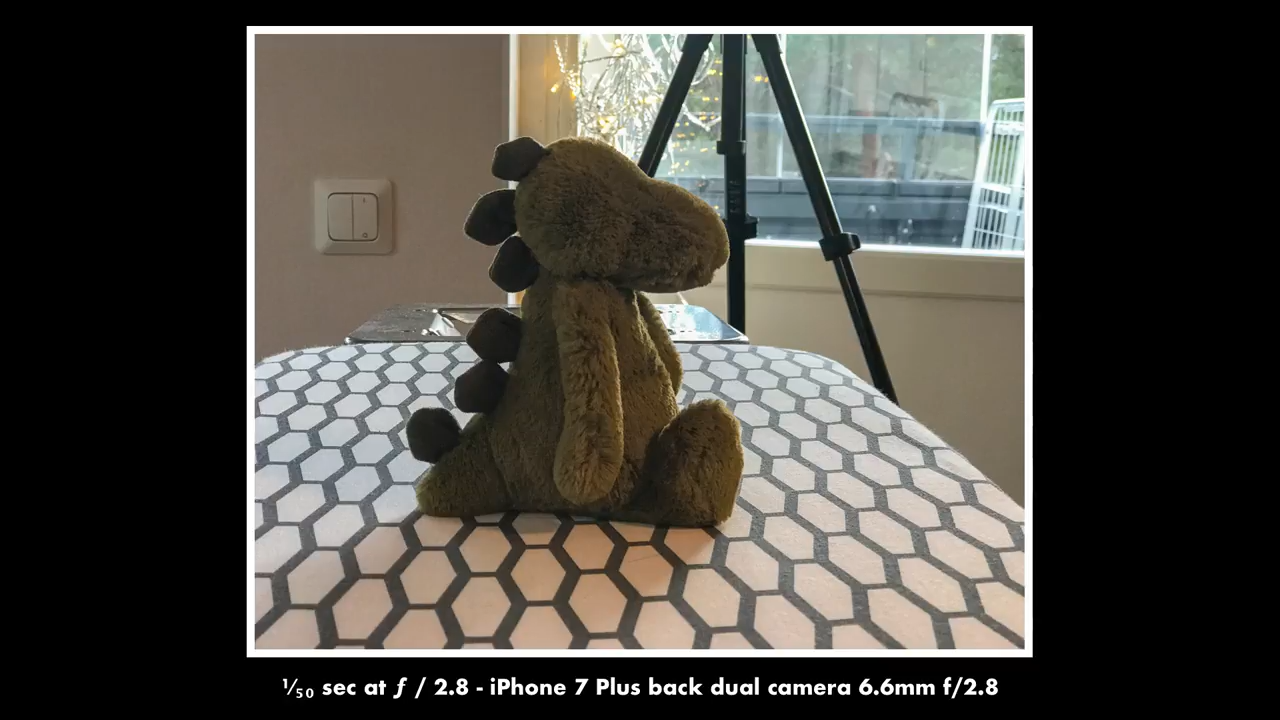 ¹⁄₅₀ sec at ƒ / 2.8 - iPhone 7 Plus back dual camera 6.6mm f/2.8